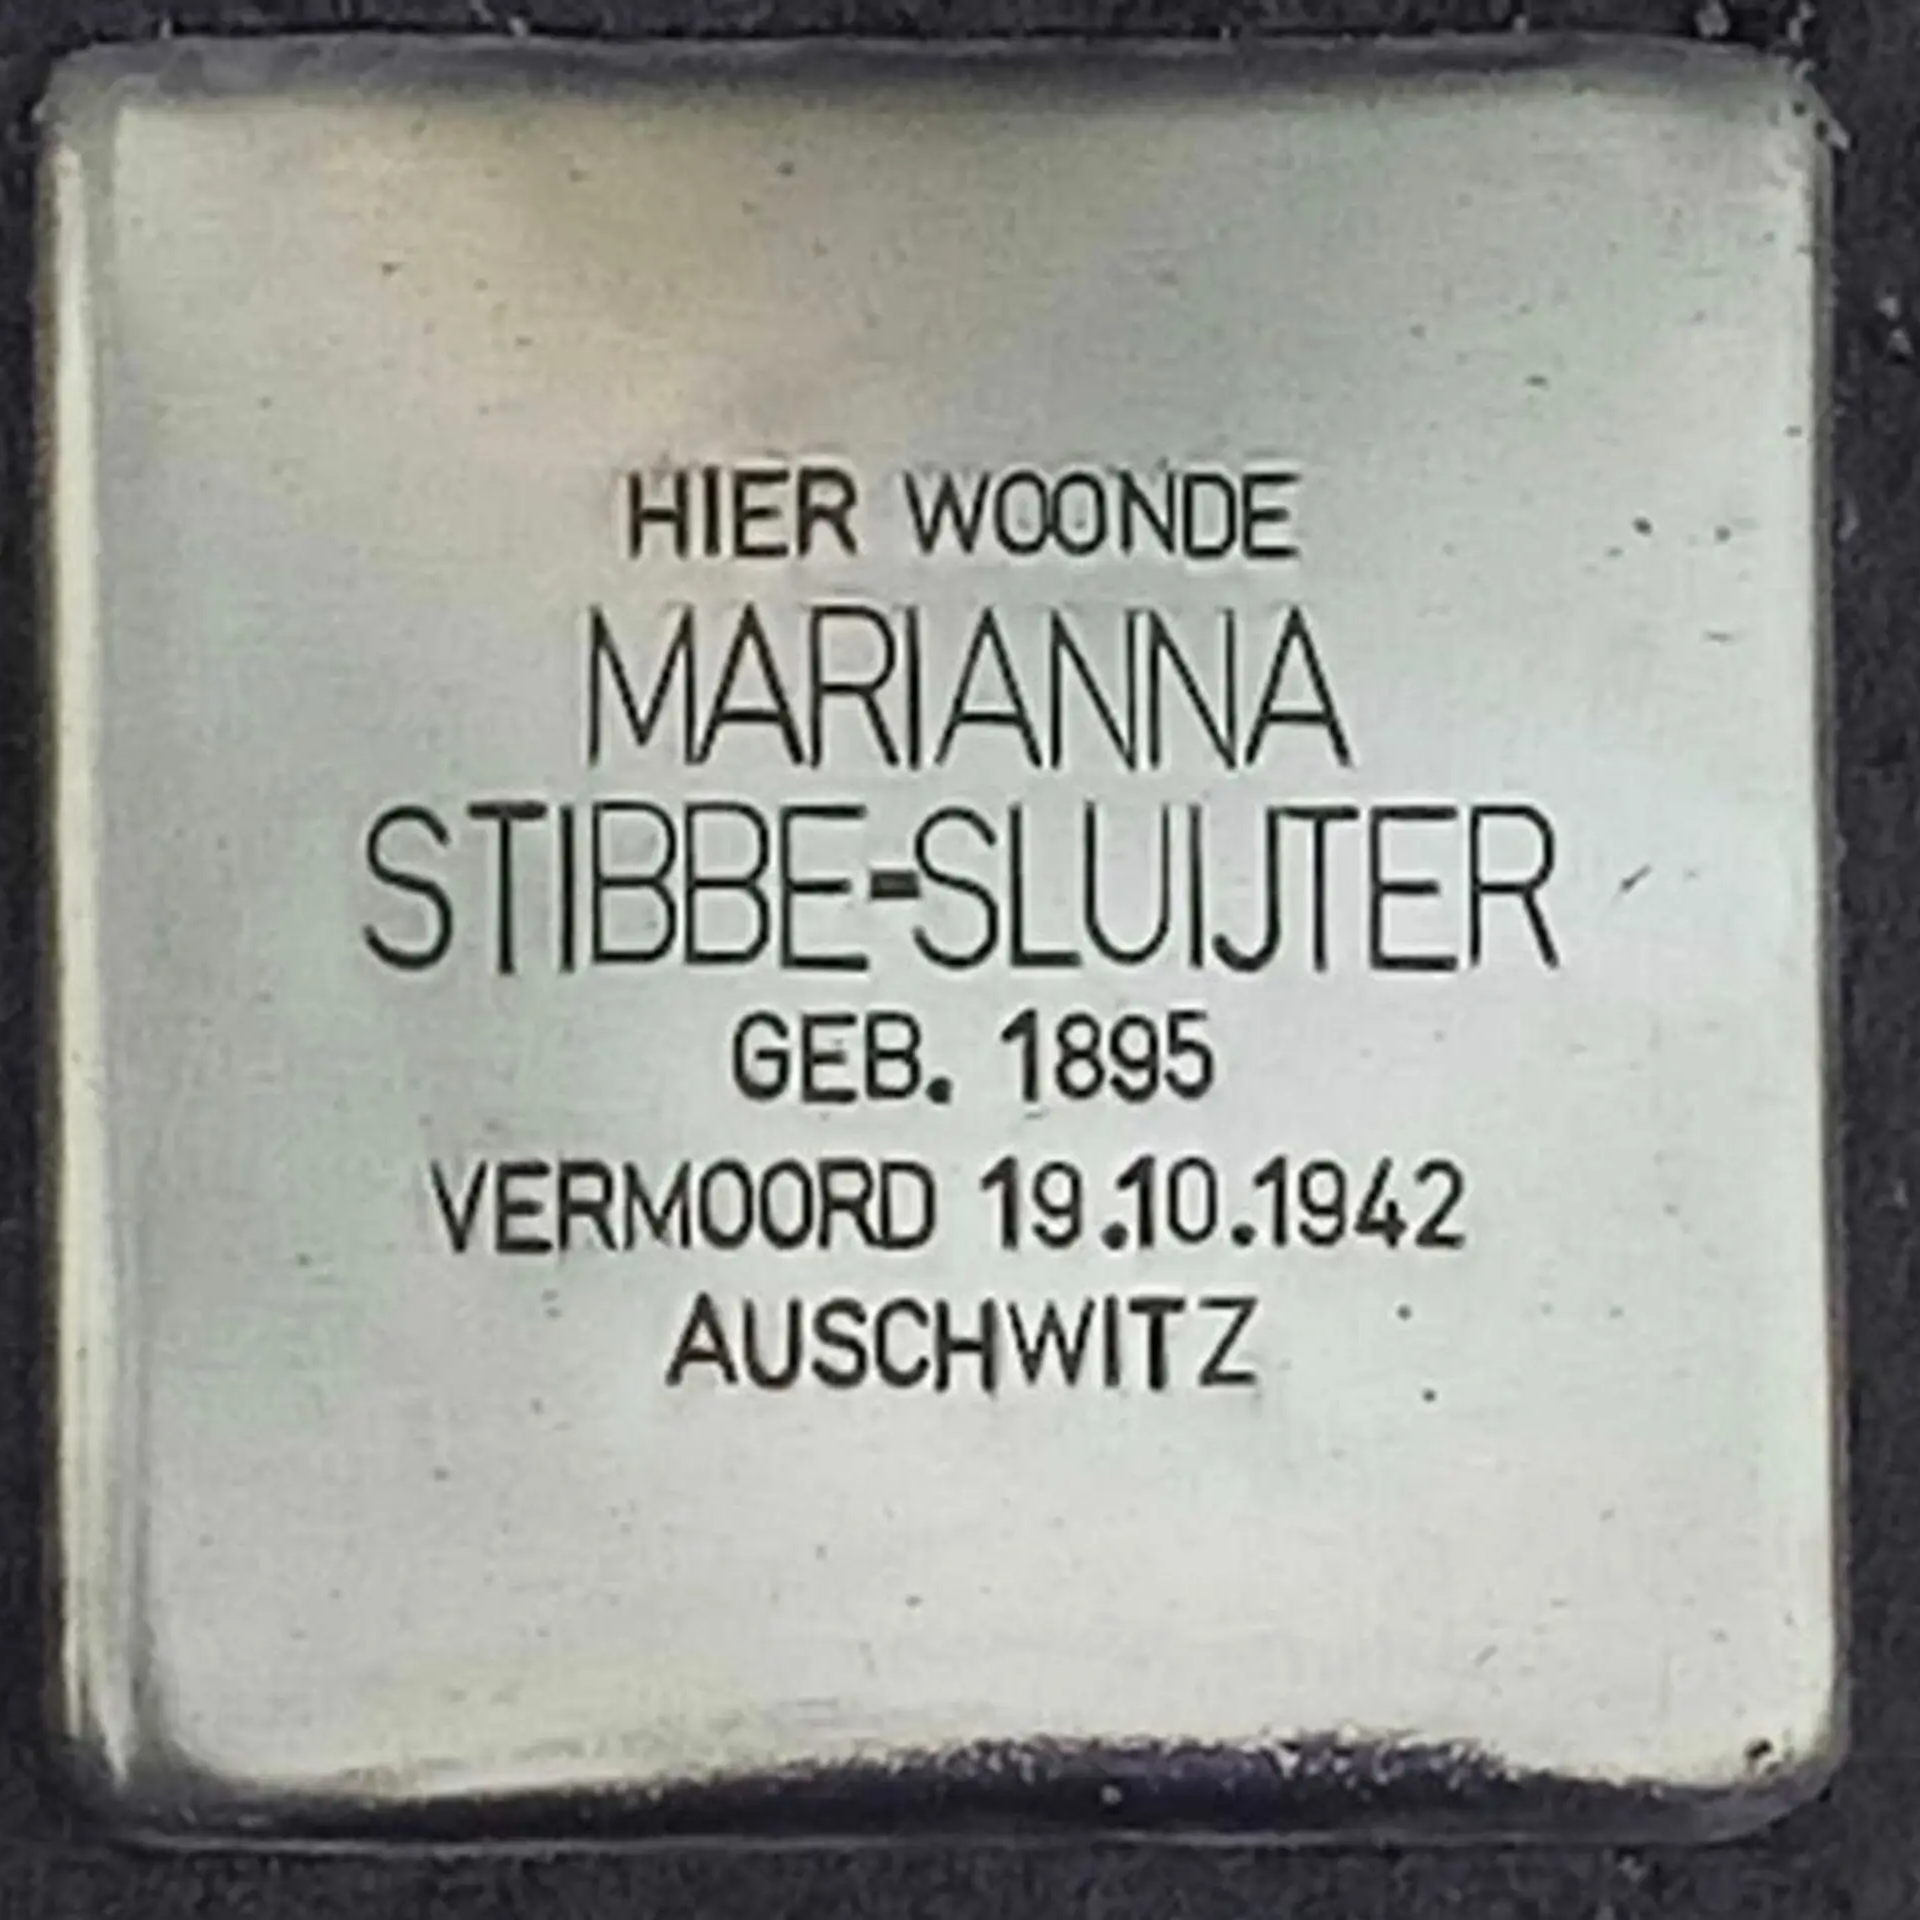 HIER WOONDE
MARIANNA
STIBBE-SLUIJTER
GEB. 1895
VERMOORD 19.10.1942
AUSCHWITZ